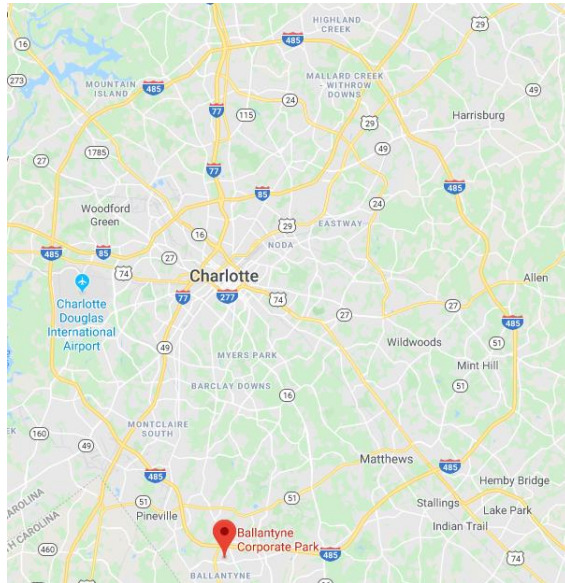 HIGHLAND
CREEK
29
16
485
273
MALLARD CREEK
- WITHROW
DOWNS
MOUNTAIN
ISLAND
485
49
77
24
115
29
Harrisburg
27
1785
49
77
85
485
Woodford
Green
24
16
29
EASTWAY
NODA
485
85
27
74
Charlotte
Allen
Charlotte
Douglas
International
Airport
77
277
74
27
27
485
49
Wildwoods
51
MYERS PARK
Mint Hill
BARCLAY DOWNS
51
16
MONTCLAIRE
SOUTH
EK
160
49
Matthews
485
485
Hemby Bridge
51
51
Stallings
Lake Park
CAROLINA
Pineville
Indian Trail
TH CAROLINA
Ballantyne
Corporate Park
460
485
BALLANTYNE